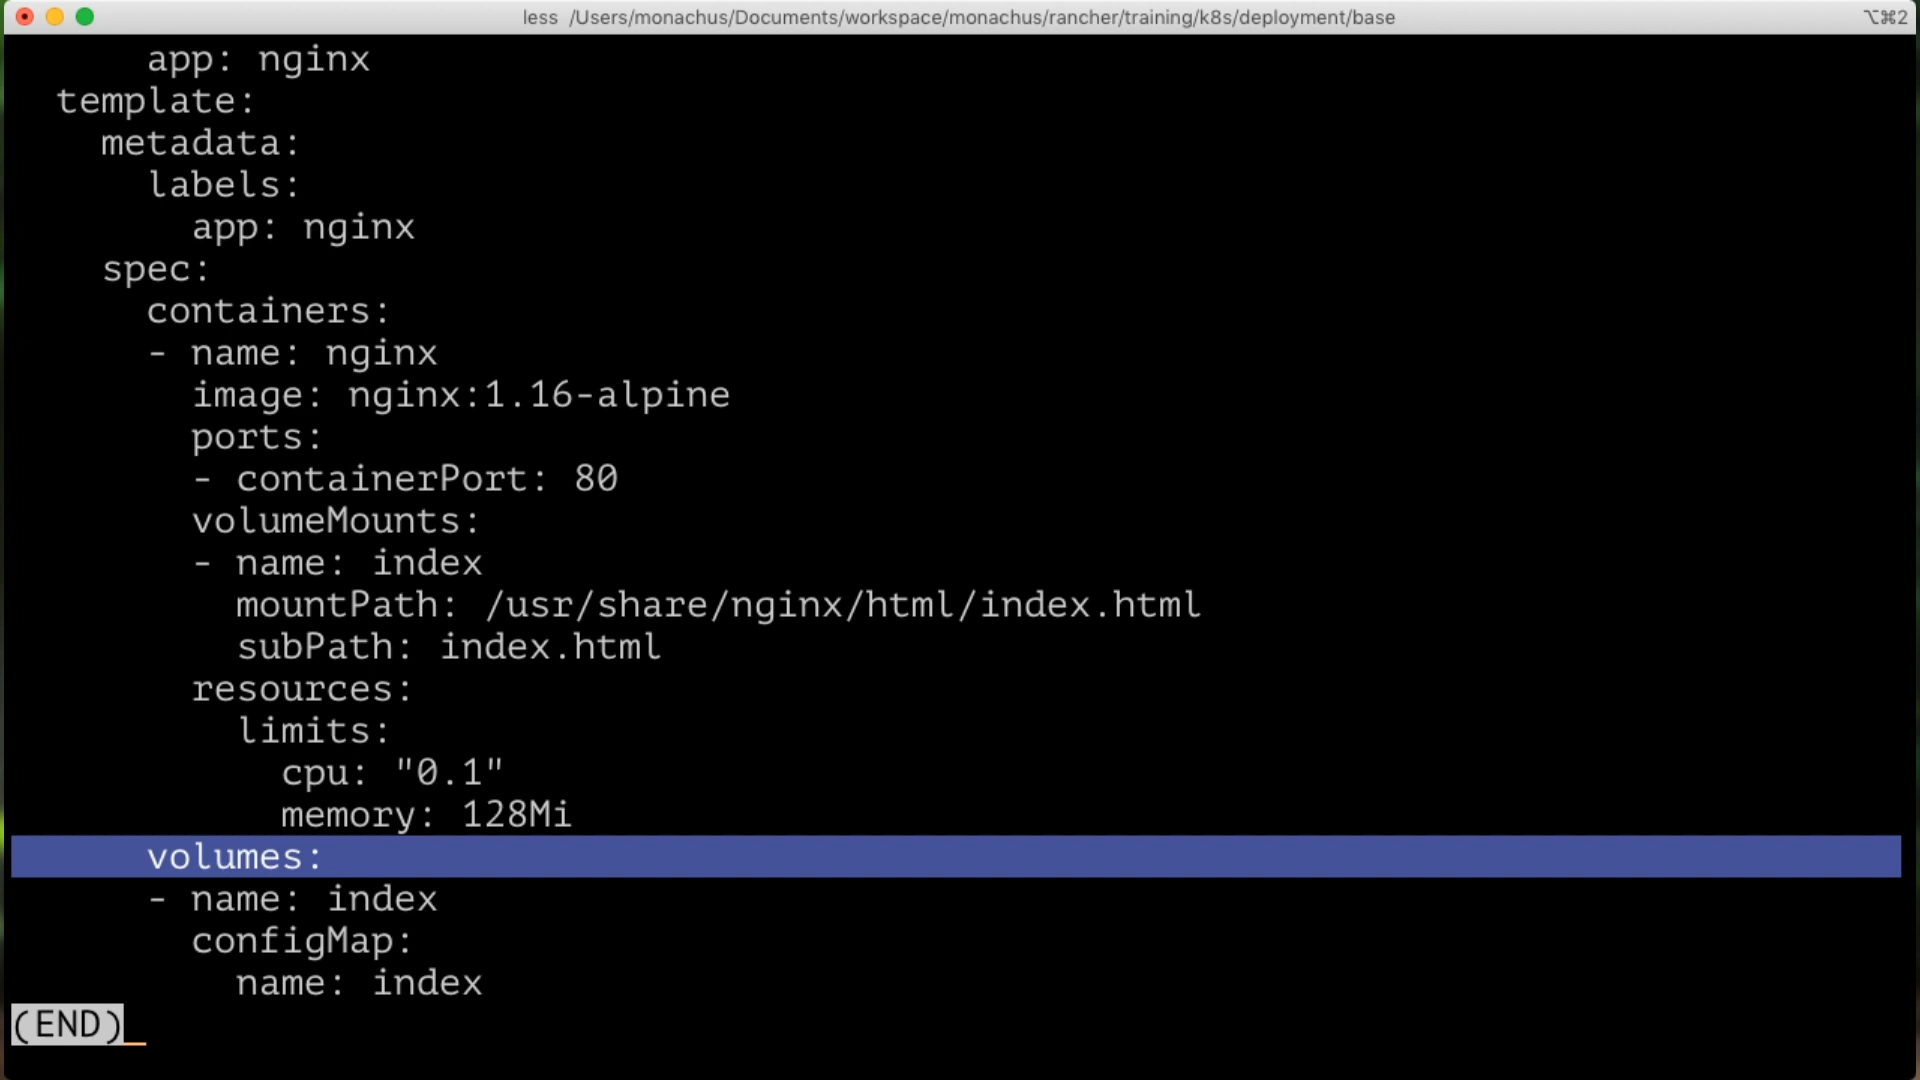 less /Users/monachus/Documents/workspace/monachus/rancher/training/k8s/deployment/base
⌥⌘2
app: nginx
template:
metadata:
labels:
app: nginx
spec:
containers:
- name: nginx
image: nginx:1.16-alpine
ports:
- containerPort: 80
volumeMounts:
- name: index
mountPath: /usr/share/nginx/html/index.html
subPath: index.html
resources:
limits:
cpu: "0.1"
memory: 128Mi
volumes:
- name: index
configMap:
name: index
(END)